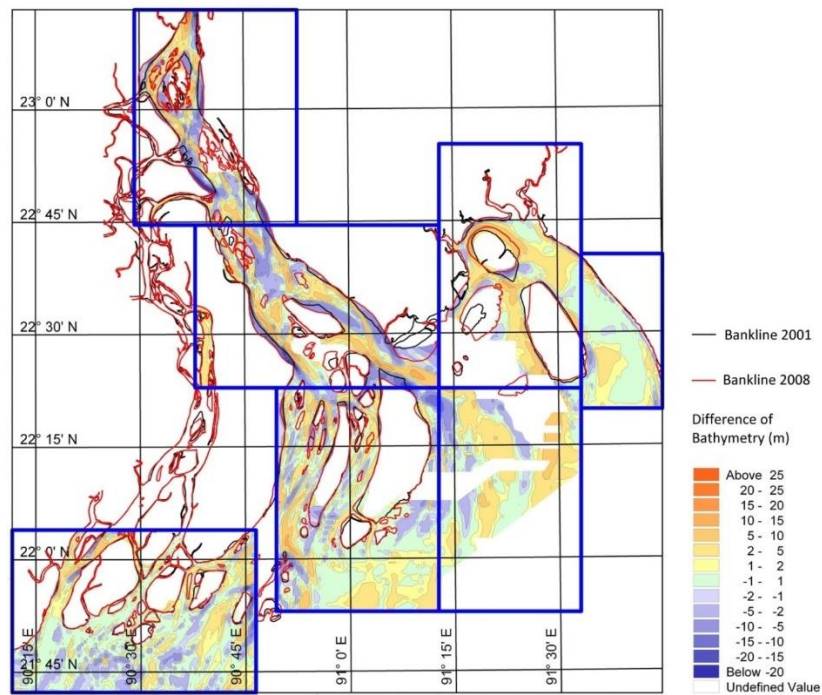 23° 0' N
22° 45' N
22° 30' N
22° 15' N
22° 0' N
21° 45' N
90° 15' E
90° 30' E
90° 45' E
91° 0' E
91° 15' E
91° 30' E
Bankline 2001
Bankline 2008
Difference of
Bathymetry (m)
Above 25
20 - 25
15 - 20
10 - 15
5 - 10
2 - 5
1 - 2
-1 - 1
-2 - -1
-5 - -2
-10 - -5
-15 - -10
-20 - -15
Below -20
Undefined Value